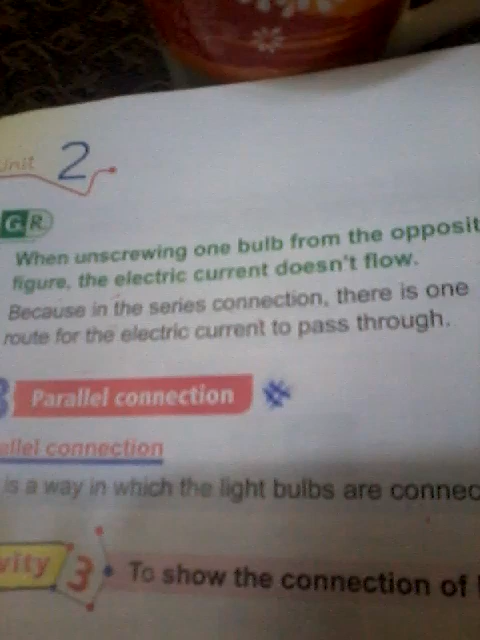 Unit 2
G R
When unscrewing one bulb from the opposit
figure, the electric current doesn't flow.
Because in the series connection, there is one
route for the electric current to pass through.
Parallel connection
allel connection
is a way in which the light bulbs are connec
vity 3 To show the connection of